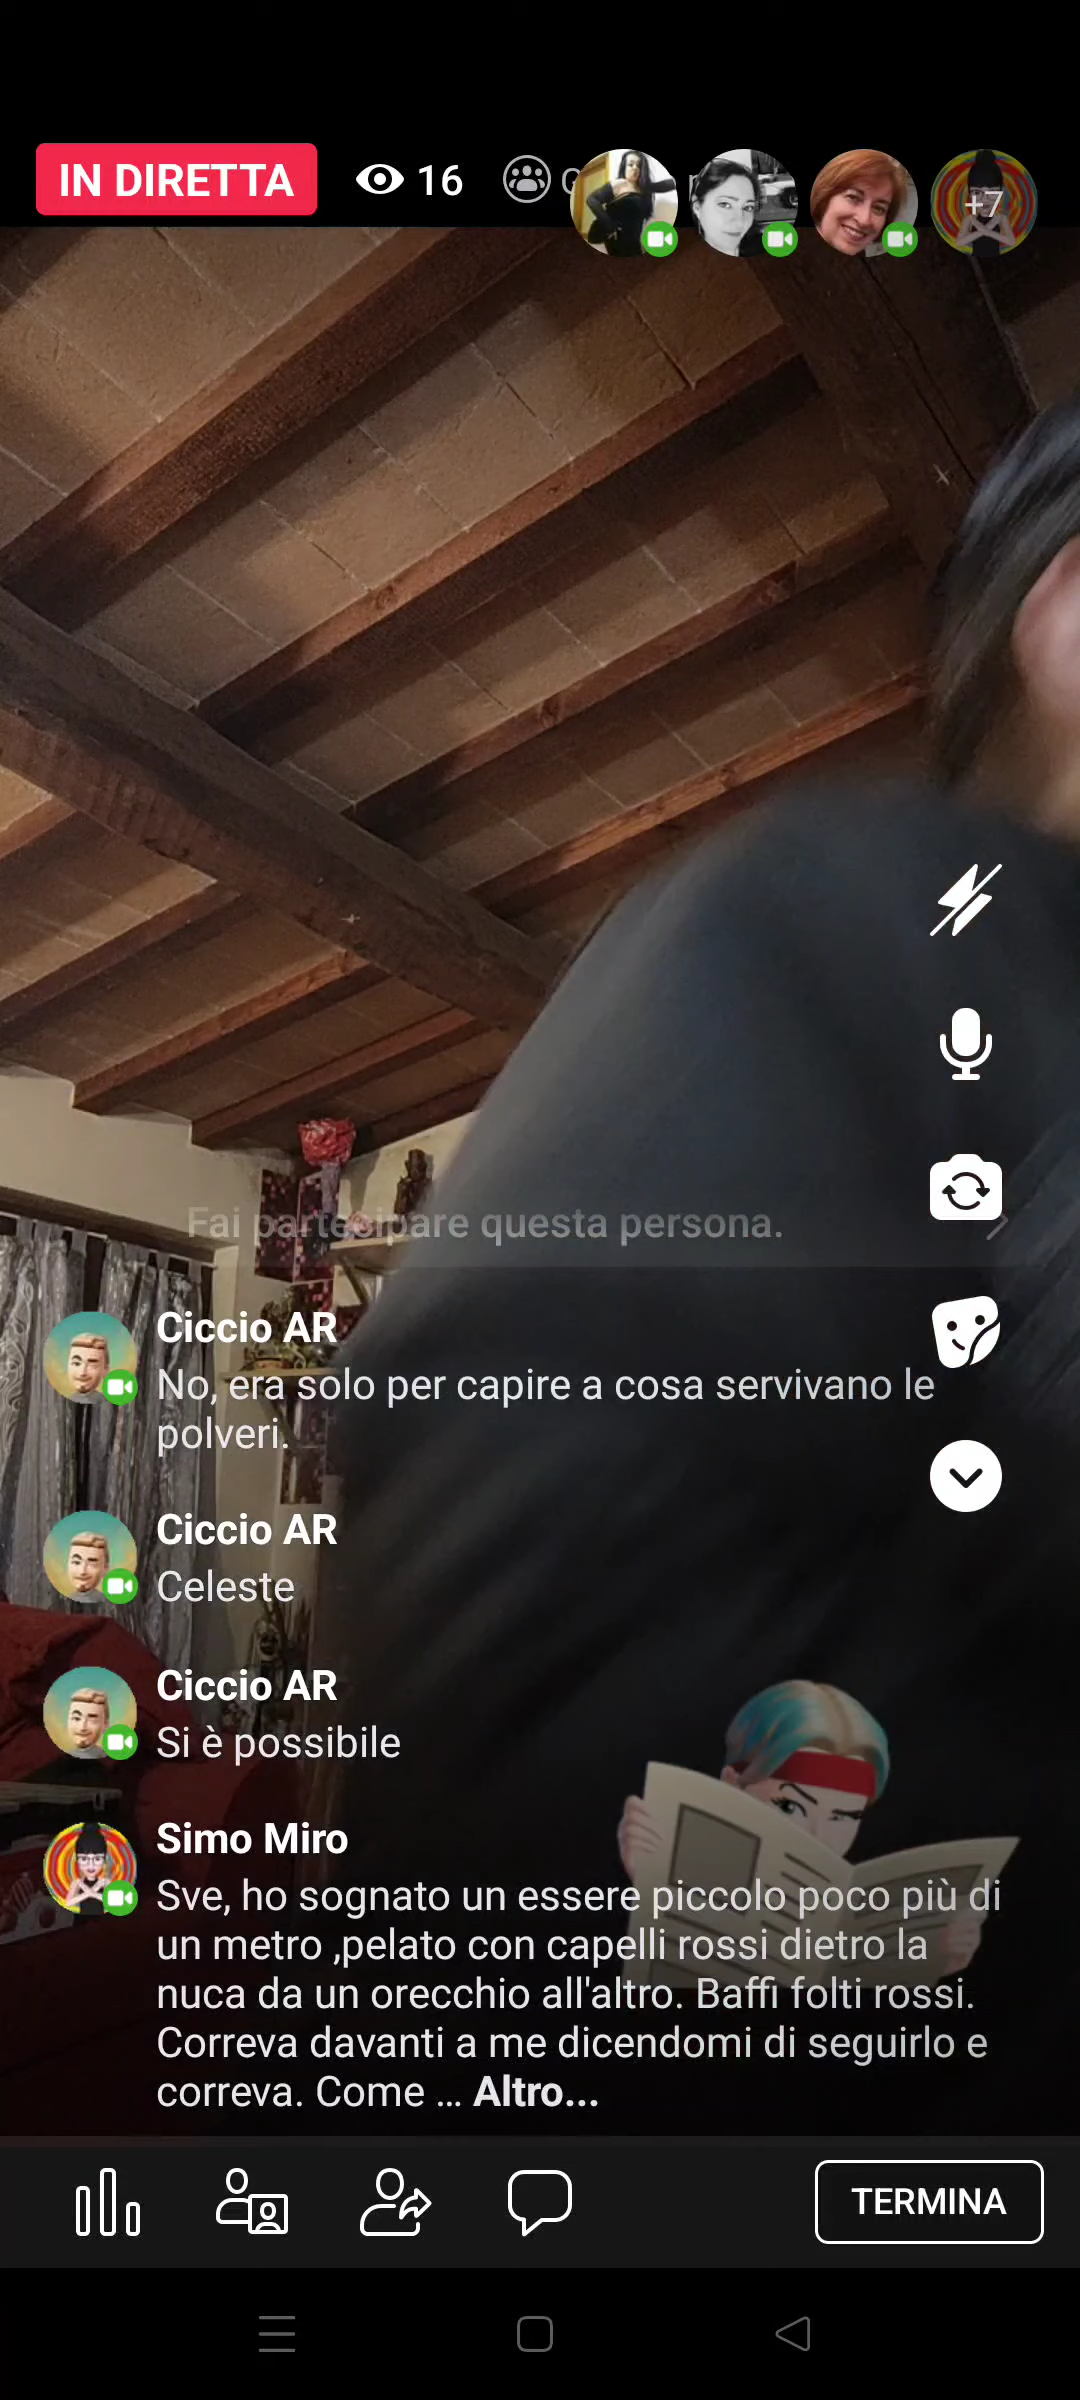 IN DIRETTA
16
+7
Fai partecipare questa persona.
Ciccio AR
No, era solo per capire a cosa servivano le
polveri.
Ciccio AR
Celeste
Ciccio AR
Si è possibile
Simo Miro
Sve, ho sognato un essere piccolo poco più di
un metro ,pelato con capelli rossi dietro la
nuca da un orecchio all'altro. Baffi folti rossi.
Correva davanti a me dicendomi di seguirlo e
correva. Come ... Altro...
TERMINA